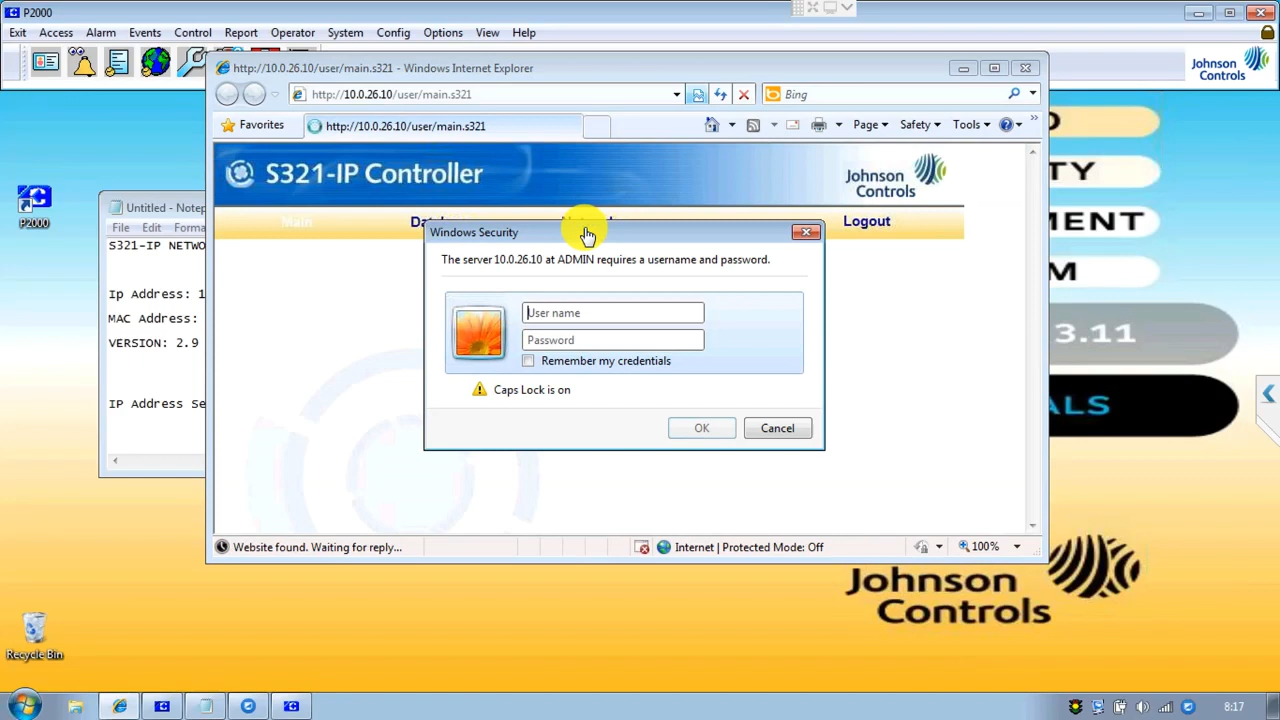 P2000
Exit Access Alarm Events Control Report Operator System Config Options View Help
Johnson
Controls
http://10.0.26.10/user/main.s321 - Windows Internet Explorer
http://10.0.26.10/user/main.s321
Bing
Favorites
http://10.0.26.10/user/main.s321
Page Safety Tools
S321-IP Controller
Johnson
Controls
Main
Logout
Untitled - Notep
File Edit Forma
S321-IP NETWO
Ip Address: 1
MAC Address:
VERSION: 2.9
IP Address Se
Windows Security
The server 10.0.26.10 at ADMIN requires a username and password.
User name
Password
Remember my credentials
Caps Lock is on
OK Cancel
Website found. Waiting for reply...
Internet | Protected Mode: Off
100%
P2000
TY
MENT
M
3.11
ALS
Johnson
Controls
Recycle Bin
8:17